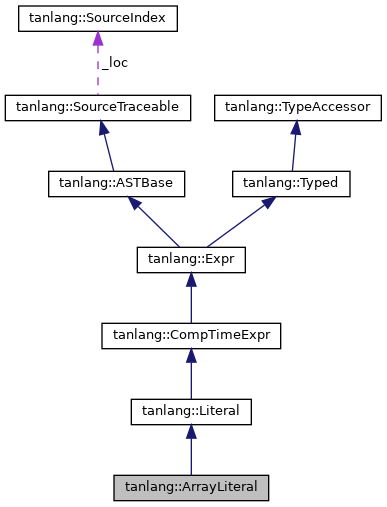 tanlang::SourceIndex
_loc
tanlang::SourceTraceable
tanlang::TypeAccessor
tanlang::ASTBase
tanlang::Typed
tanlang::Expr
tanlang::CompTimeExpr
tanlang::Literal
tanlang::ArrayLiteral